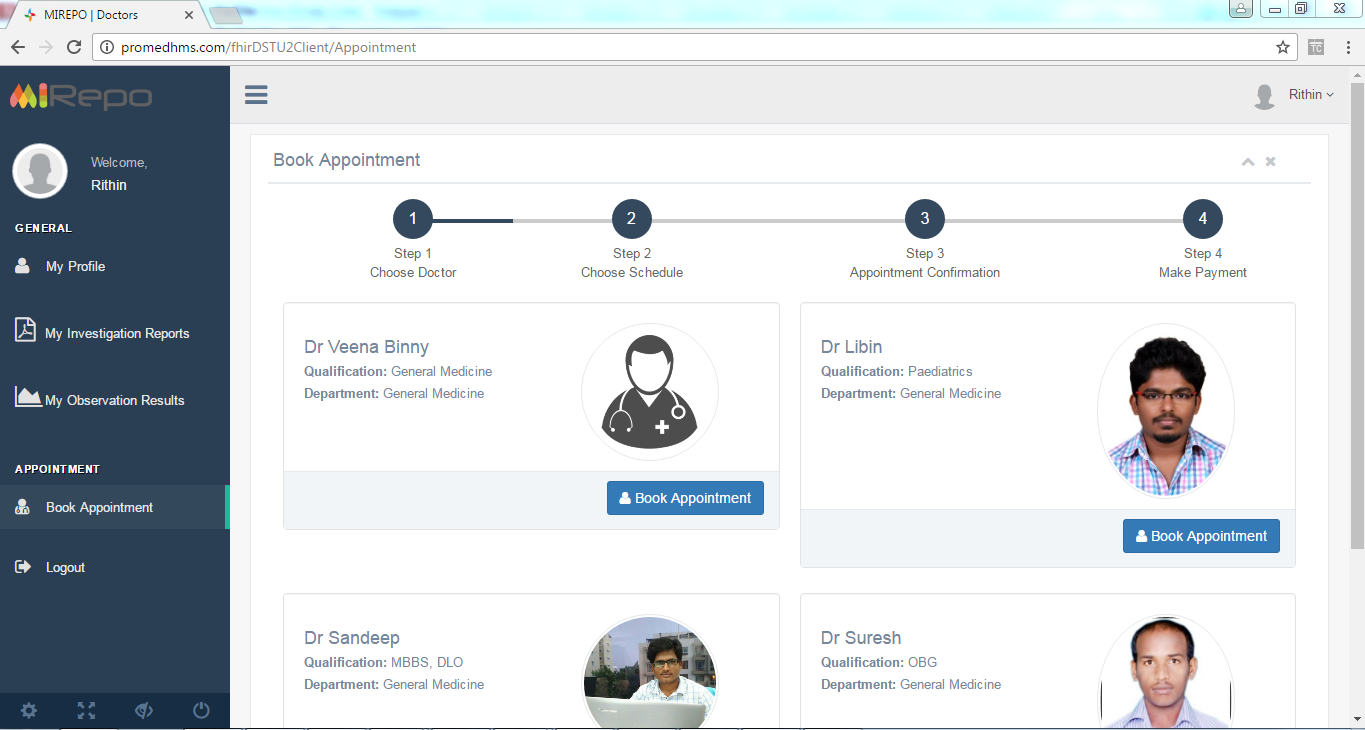 MIREPO | Doctors
promedhms.com/fhirDSTU2Client/Appointment
TC
MIRepo
Rithin
Welcome,
Rithin
GENERAL
My Profile
My Investigation Reports
My Observation Results
APPOINTMENT
Book Appointment
Logout
Book Appointment
1 2 3 4
Step 1 Step 2 Step 3 Step 4
Choose Doctor Choose Schedule Appointment Confirmation Make Payment
Dr Veena Binny
Qualification: General Medicine
Department: General Medicine
Book Appointment
Dr Libin
Qualification: Paediatrics
Department: General Medicine
Book Appointment
Dr Sandeep
Qualification: MBBS, DLO
Department: General Medicine
Dr Suresh
Qualification: OBG
Department: General Medicine